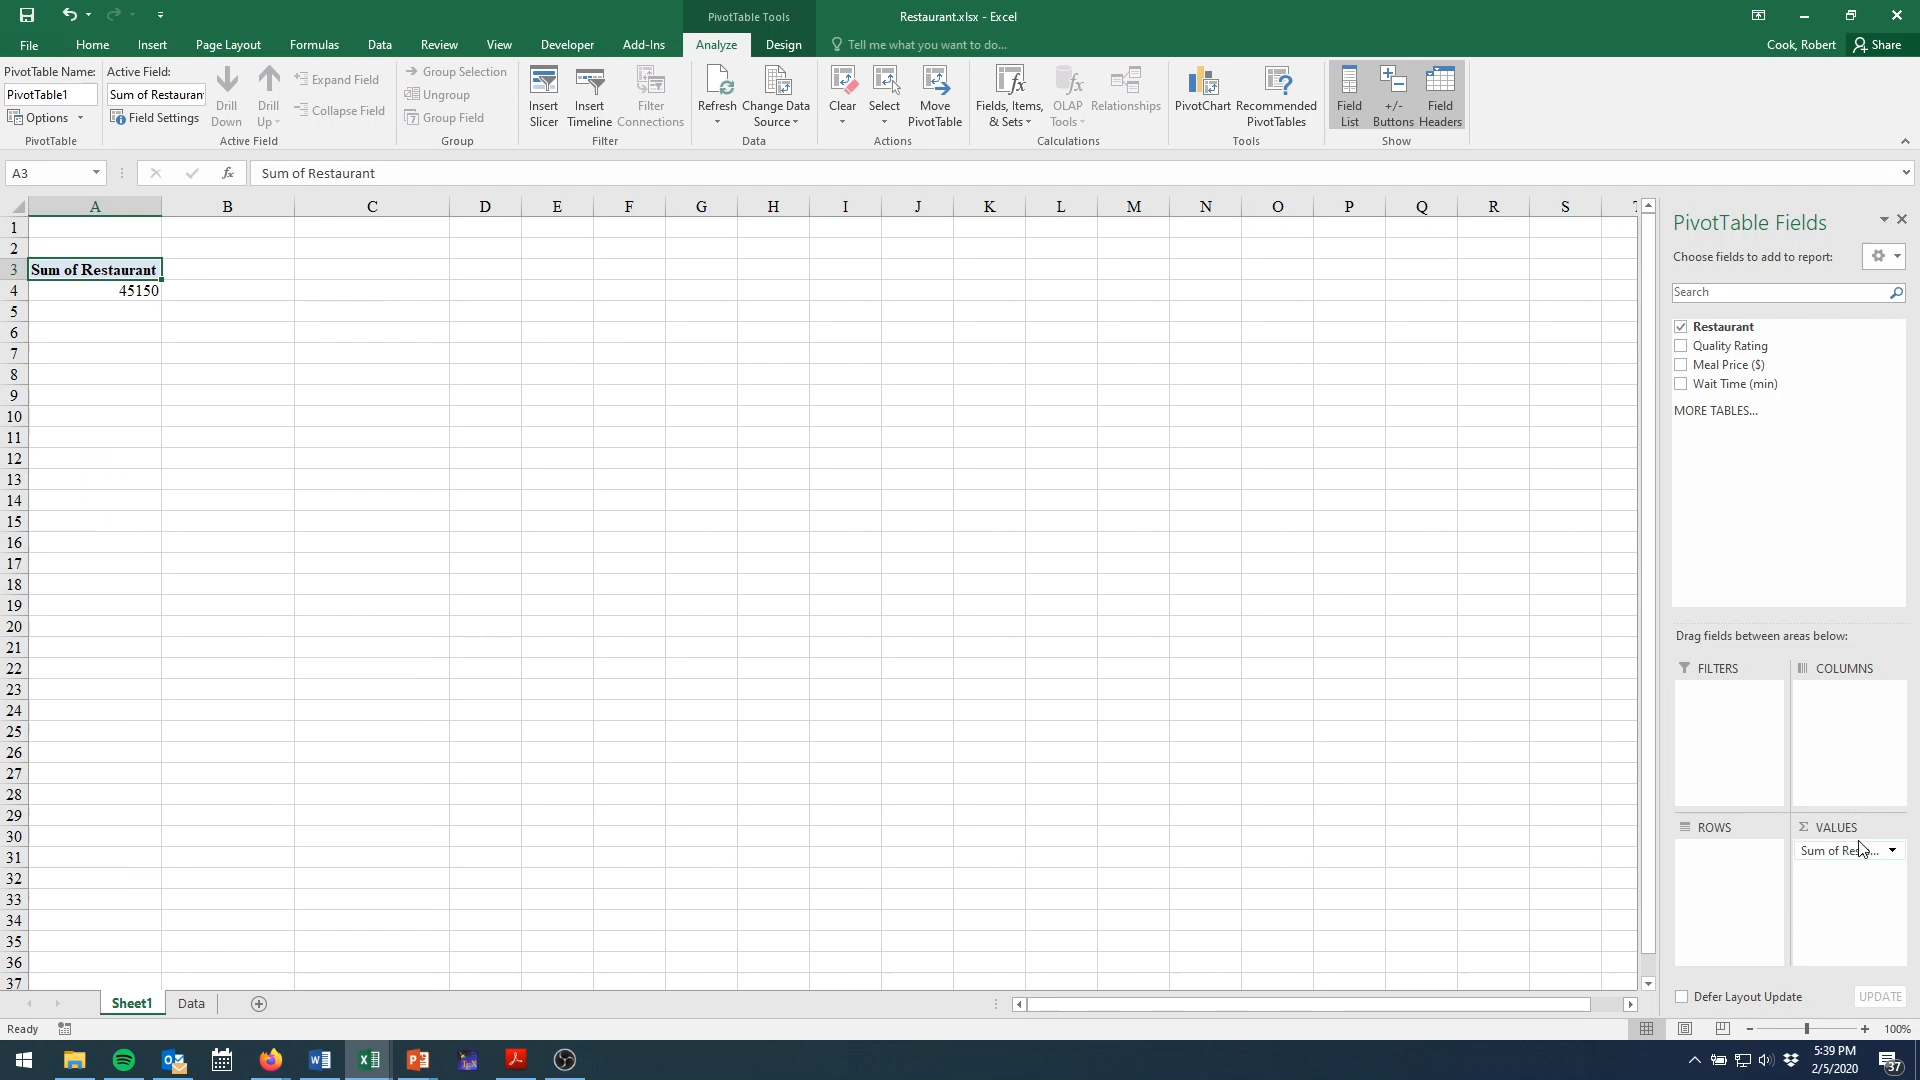 PivotTable Tools
Restaurant.xlsx - Excel
File Home Insert Page Layout Formulas Data Review View Developer Add-Ins Analyze Design Tell me what you want to do... Cook, Robert Share
PivotTable Name:
PivotTable1
Options
PivotTable
Active Field:
Sum of Restauran
Field Settings
Drill Down
Drill Up
Expand Field
Collapse Field
Active Field
Group Selection
Ungroup
Group Field
Group
Insert Slicer
Insert Timeline
Filter Connections
Filter
Refresh
Change Data Source
Data
Clear
Select
Move PivotTable
Actions
Fields, Items, & Sets
OLAP Tools
Relationships
Calculations
PivotChart
Recommended PivotTables
Tools
Field List
+/- Buttons
Field Headers
Show
A3
fx
Sum of Restaurant
A B C D E F G H I J K L M N O P Q R S
1
2
3 Sum of Restaurant
4 45150
5
6
7
8
9
10
11
12
13
14
15
16
17
18
19
20
21
22
23
24
25
26
27
28
29
30
31
32
33
34
35
36
37
PivotTable Fields
Choose fields to add to report:
Search
Restaurant
Quality Rating
Meal Price ($)
Wait Time (min)
MORE TABLES...
Drag fields between areas below:
FILTERS
COLUMNS
ROWS
Σ VALUES
Sum of Res...
Defer Layout Update
UPDATE
Sheet1 Data
Ready
100%
5:39 PM
2/5/2020
37